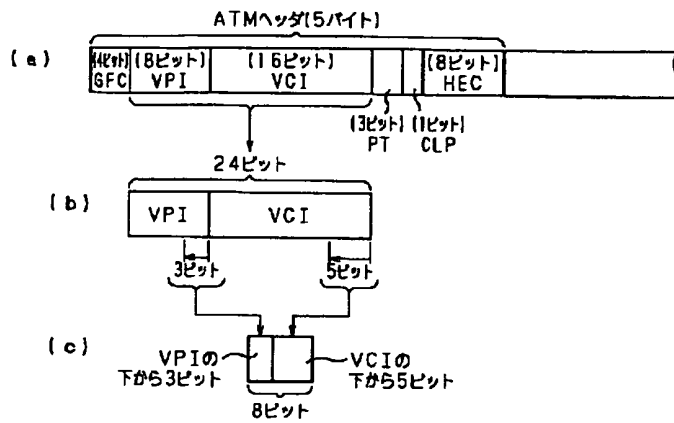 ATMヘッダ(5バイト)
(a)
(4ビット) (8ビット) (16ビット) (8ビット)
GFC VPI VCI HEC
(3ビット) (1ビット)
PT CLP
24ビット
(b)
VPI VCI
3ビット 5ビット
(c)
VPIの VCIの
下から3ビット 下から5ビット
8ビット